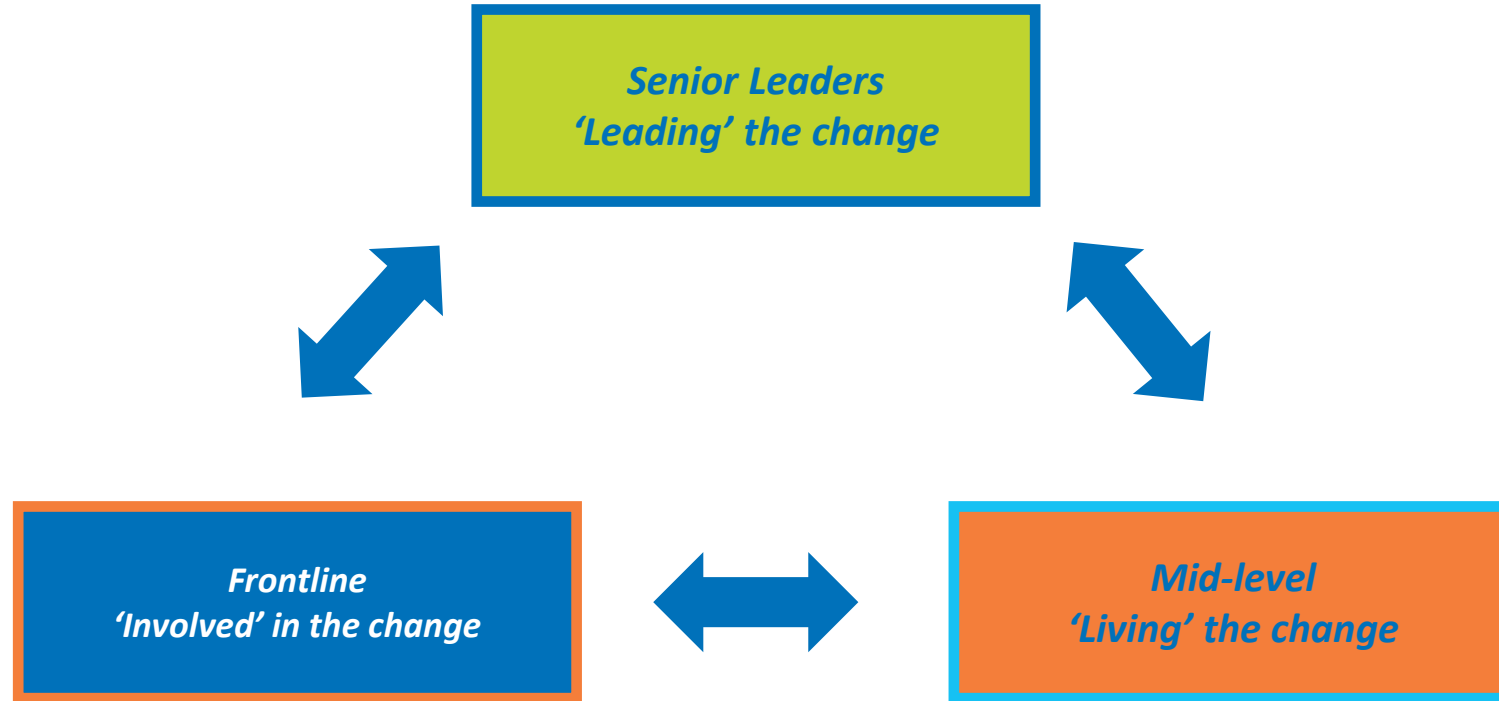 Senior Leaders
‘Leading’ the change
Frontline
‘Involved’ in the change
Mid-level
‘Living’ the change